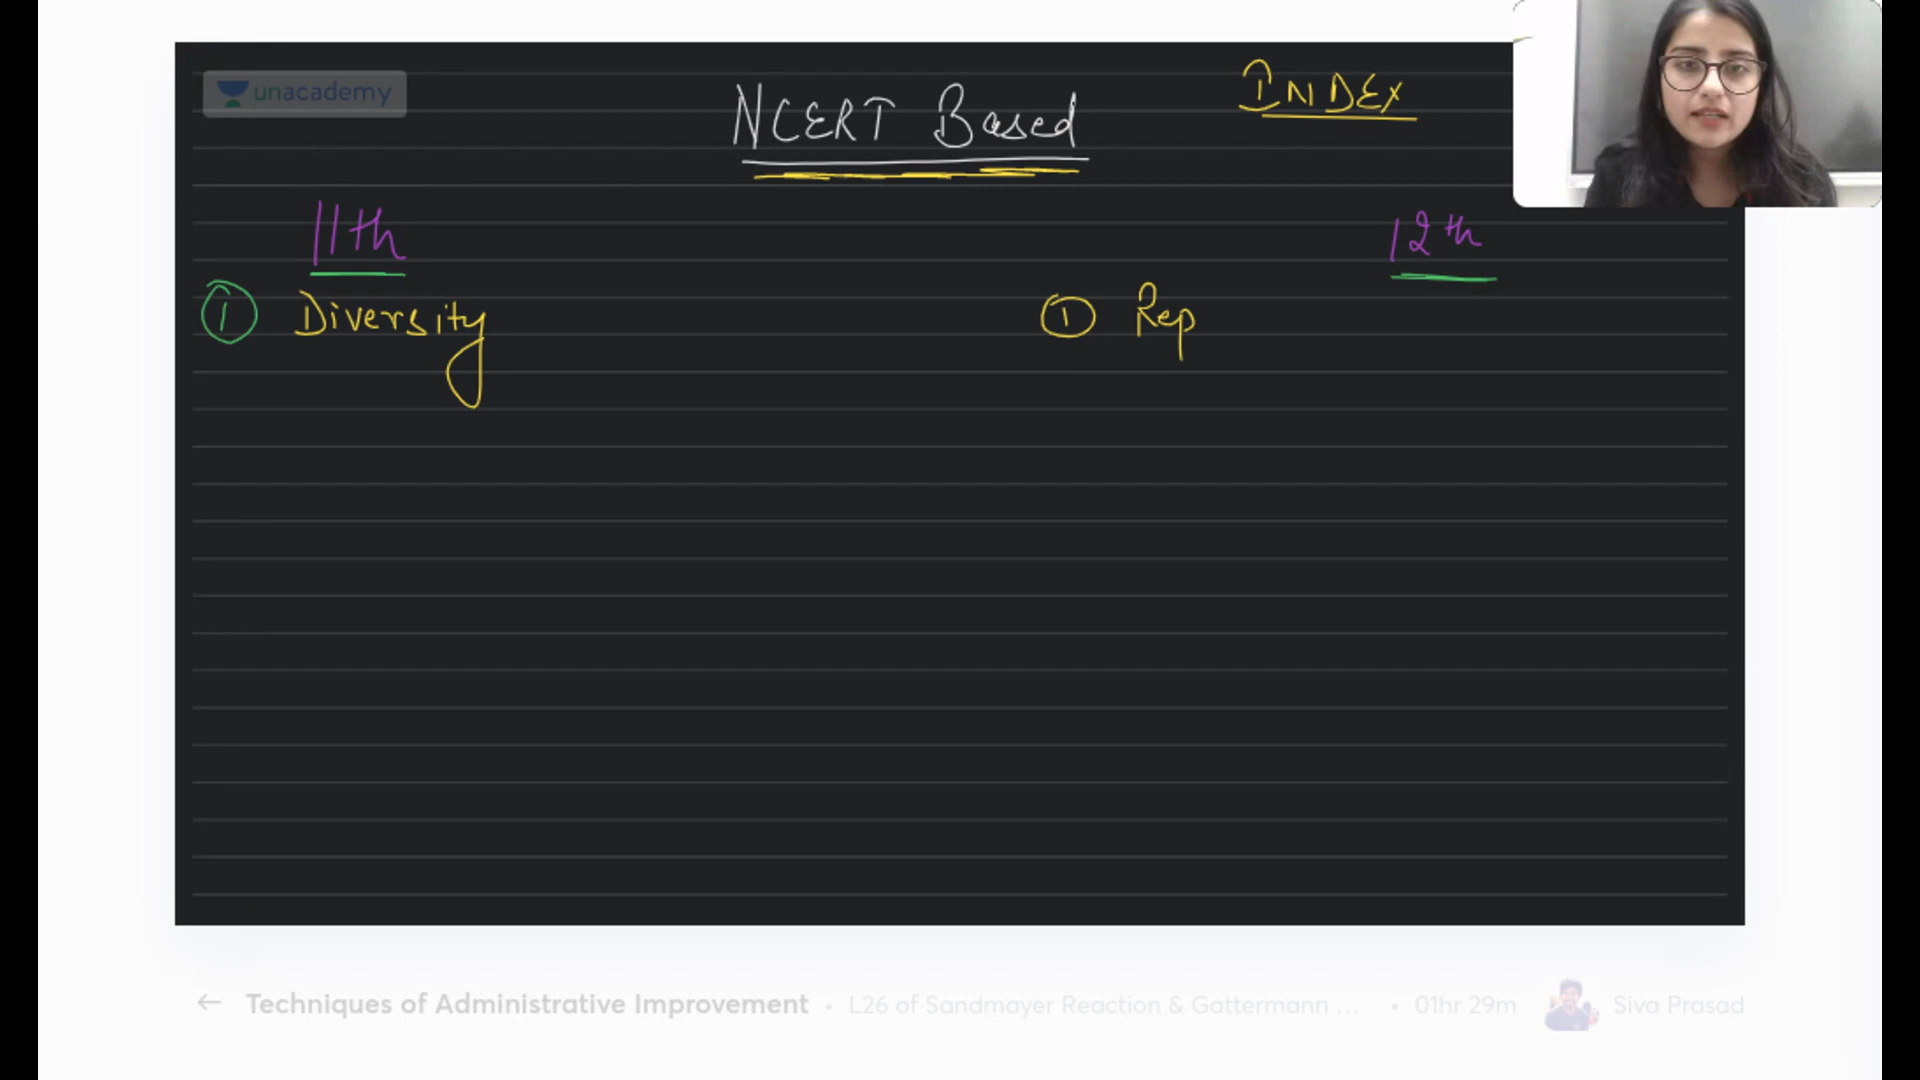 unacademy
NCERT Based
INDEX
11th
12th
1 Diversity
1 Rep
← Techniques of Administrative Improvement • L26 of Sandmayer Reaction & Gattermann ... • 01hr 29m Siva Prasad